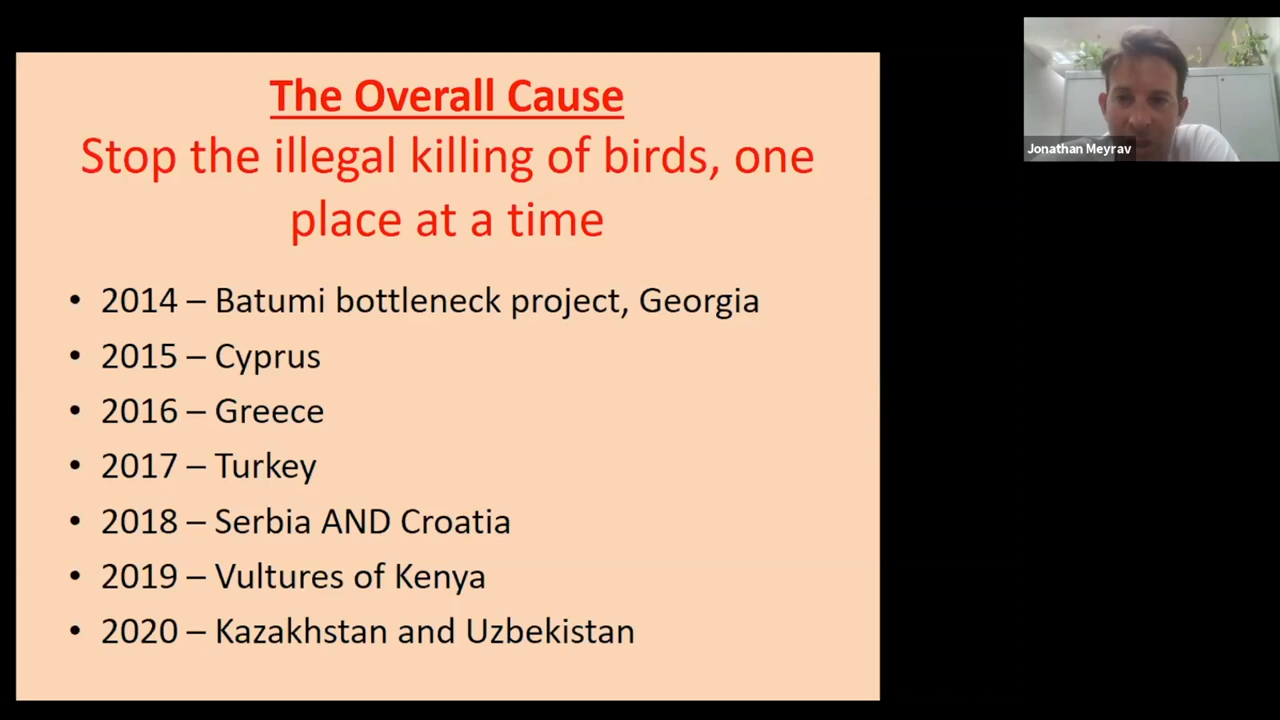 The Overall Cause
Stop the illegal killing of birds, one
place at a time
• 2014 – Batumi bottleneck project, Georgia
• 2015 – Cyprus
• 2016 – Greece
• 2017 – Turkey
• 2018 – Serbia AND Croatia
• 2019 – Vultures of Kenya
• 2020 – Kazakhstan and Uzbekistan
Jonathan Meyrav